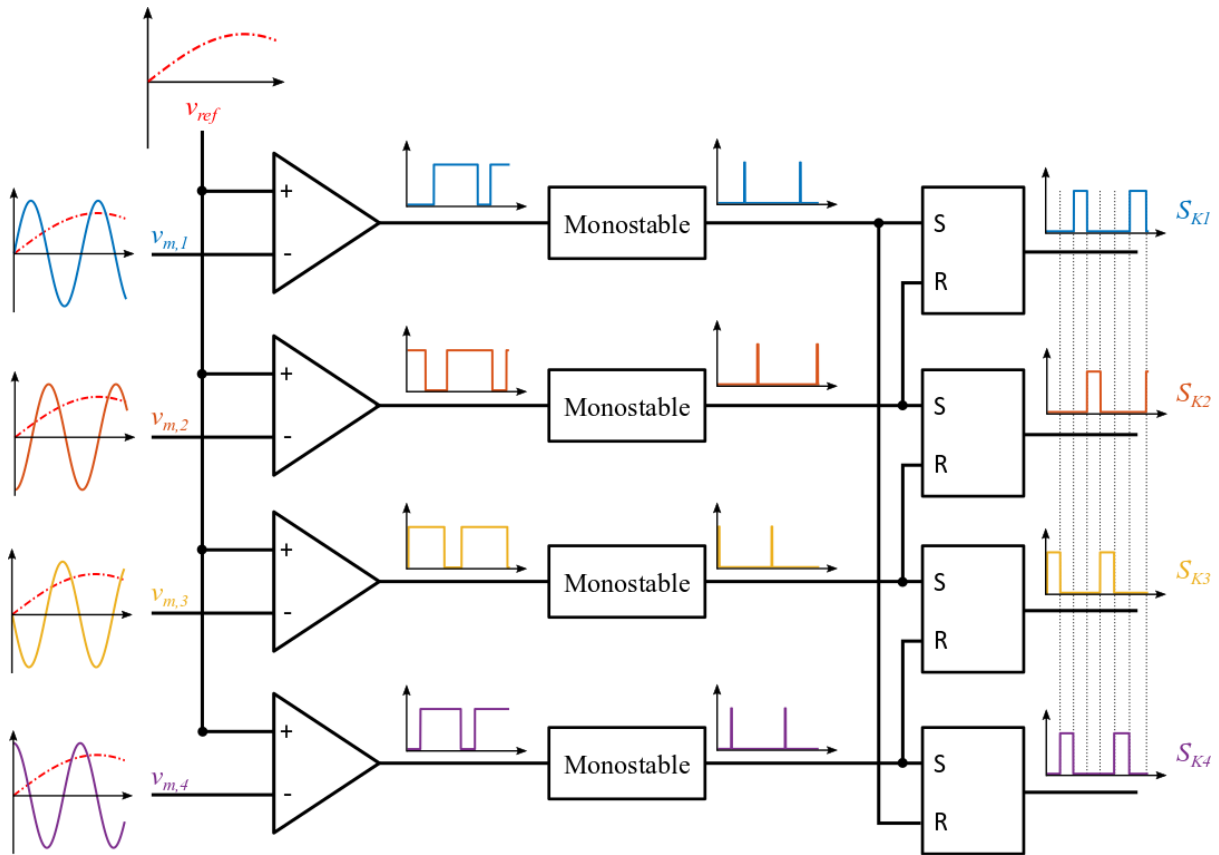 v_ref
+
v_m,1
-
Monostable
S
R
S_K1
+
v_m,2
-
Monostable
S
R
S_K2
+
v_m,3
-
Monostable
S
R
S_K3
+
v_m,4
-
Monostable
S
R
S_K4